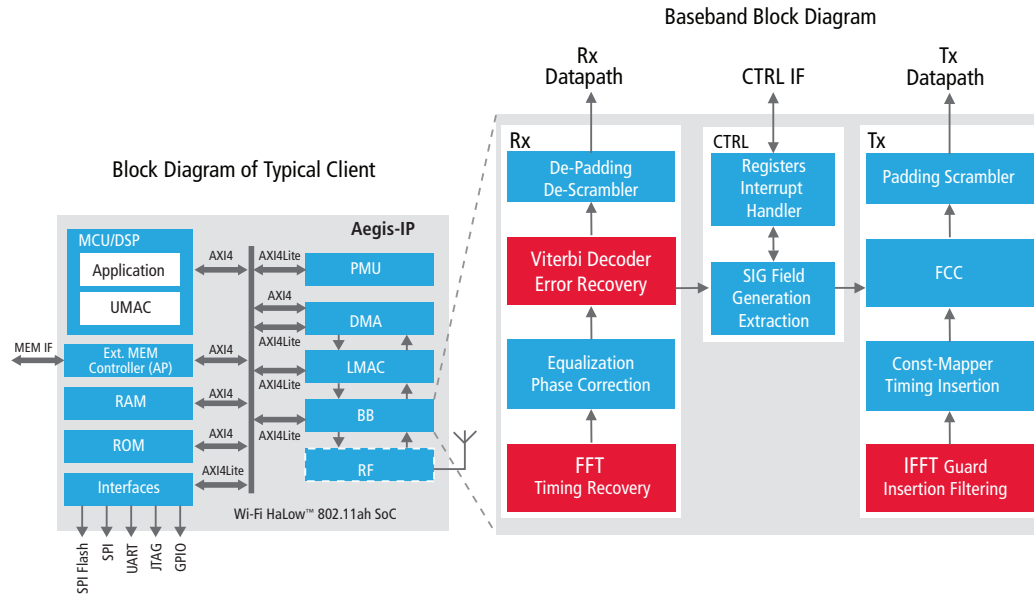 Baseband Block Diagram
Rx
Datapath
CTRL IF
Tx
Datapath
Block Diagram of Typical Client
Aegis-IP
MCU/DSP
Application
UMAC
AXI4
AXI4Lite
PMU
AXI4
DMA
AXI4Lite
MEM IF
Ext. MEM
Controller (AP)
AXI4
LMAC
AXI4Lite
RAM
AXI4
BB
AXI4Lite
ROM
AXI4
RF
AXI4Lite
Interfaces
Wi-Fi HaLow™ 802.11ah SoC
SPI Flash
SPI
UART
JTAG
GPIO
Rx
De-Padding
De-Scrambler
Viterbi Decoder
Error Recovery
Equalization
Phase Correction
FFT
Timing Recovery
CTRL
Registers
Interrupt
Handler
SIG Field
Generation
Extraction
Tx
Padding Scrambler
FCC
Const-Mapper
Timing Insertion
IFFT Guard
Insertion Filtering